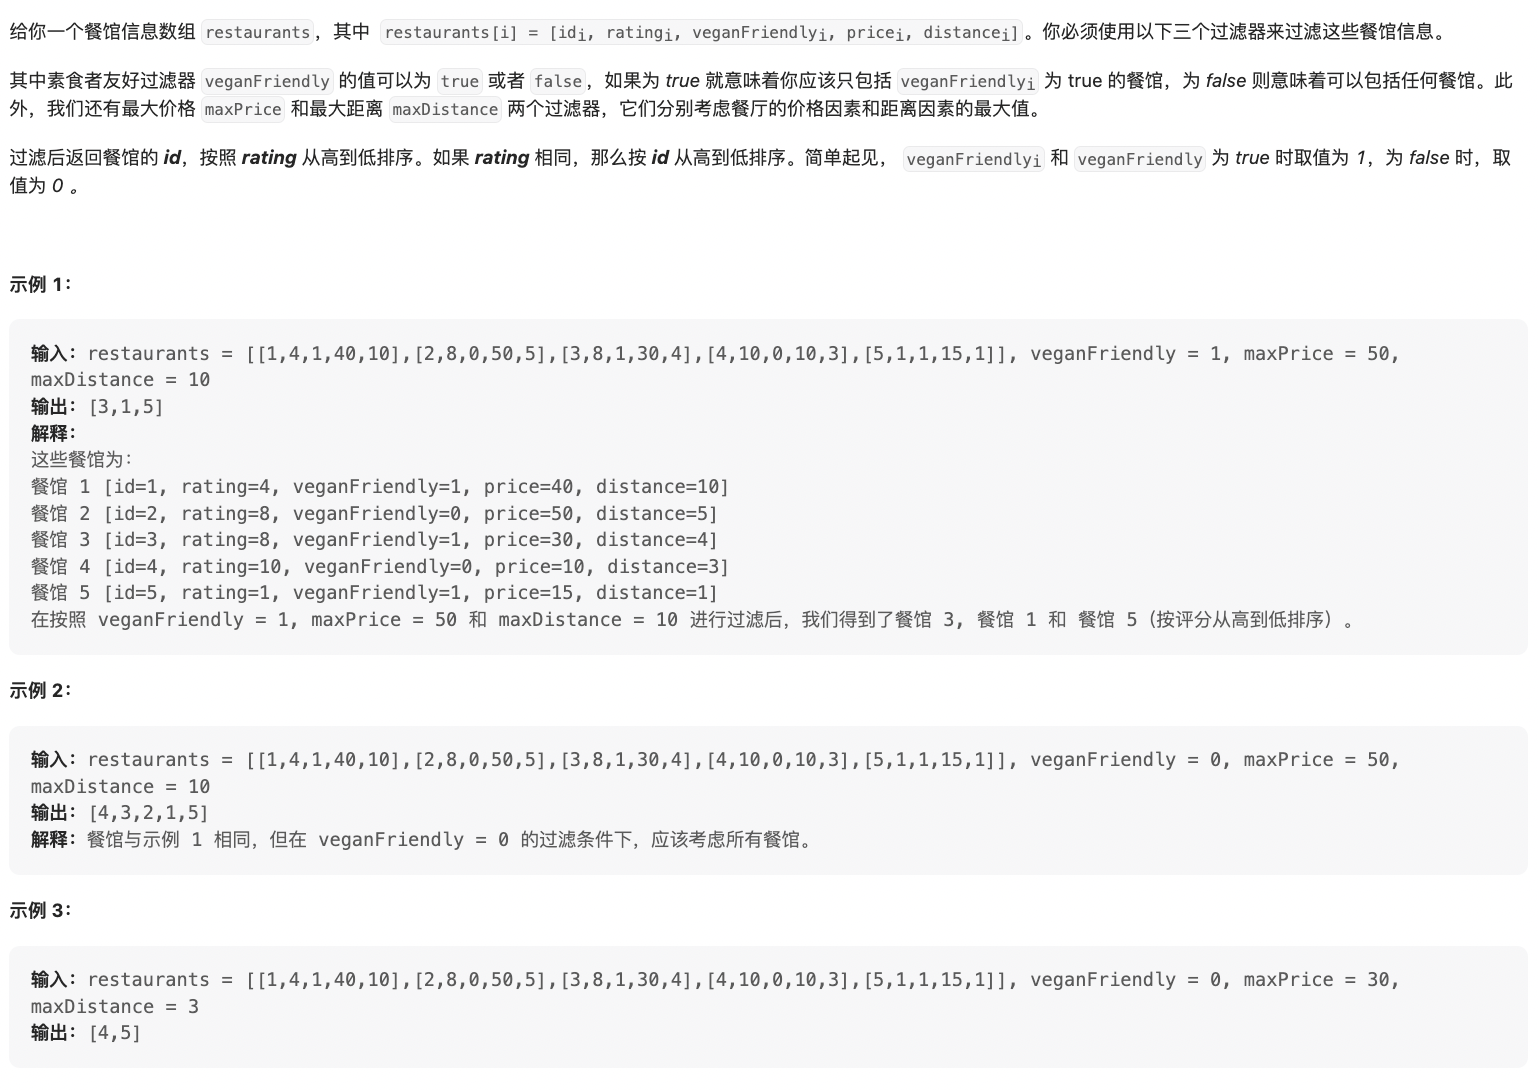 给你一个餐馆信息数组 restaurants，其中 restaurants[i] = [idi, ratingi, veganFriendlyi, pricei, distancei]。你必须使用以下三个过滤器来过滤这些餐馆信息。
其中素食者友好过滤器 veganFriendly 的值可以为 true 或者 false，如果为 true 就意味着你应该只包括 veganFriendlyi 为 true 的餐馆，为 false 则意味着可以包括任何餐馆。此
外，我们还有最大价格 maxPrice 和最大距离 maxDistance 两个过滤器，它们分别考虑餐厅的价格因素和距离因素的最大值。
过滤后返回餐馆的 id，按照 rating 从高到低排序。如果 rating 相同，那么按 id 从高到低排序。简单起见， veganFriendlyi 和 veganFriendly 为 true 时取值为 1，为 false 时，取
值为 0 。
示例 1：
输入：restaurants = [[1,4,1,40,10],[2,8,0,50,5],[3,8,1,30,4],[4,10,0,10,3],[5,1,1,15,1]], veganFriendly = 1, maxPrice = 50,
maxDistance = 10
输出：[3,1,5]
解释：
这些餐馆为：
餐馆 1 [id=1, rating=4, veganFriendly=1, price=40, distance=10]
餐馆 2 [id=2, rating=8, veganFriendly=0, price=50, distance=5]
餐馆 3 [id=3, rating=8, veganFriendly=1, price=30, distance=4]
餐馆 4 [id=4, rating=10, veganFriendly=0, price=10, distance=3]
餐馆 5 [id=5, rating=1, veganFriendly=1, price=15, distance=1]
在按照 veganFriendly = 1, maxPrice = 50 和 maxDistance = 10 进行过滤后，我们得到了餐馆 3, 餐馆 1 和 餐馆 5（按评分从高到低排序）。
示例 2：
输入：restaurants = [[1,4,1,40,10],[2,8,0,50,5],[3,8,1,30,4],[4,10,0,10,3],[5,1,1,15,1]], veganFriendly = 0, maxPrice = 50,
maxDistance = 10
输出：[4,3,2,1,5]
解释：餐馆与示例 1 相同，但在 veganFriendly = 0 的过滤条件下，应该考虑所有餐馆。
示例 3：
输入：restaurants = [[1,4,1,40,10],[2,8,0,50,5],[3,8,1,30,4],[4,10,0,10,3],[5,1,1,15,1]], veganFriendly = 0, maxPrice = 30,
maxDistance = 3
输出：[4,5]